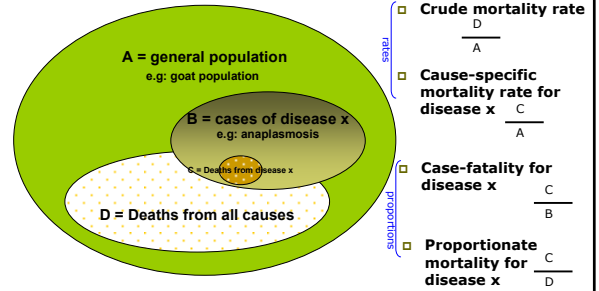 A = general population
e.g: goat population
B = cases of disease x
e.g: anaplasmosis
C = Deaths from disease x
D = Deaths from all causes
rates
Crude mortality rate
D
A
Cause-specific
mortality rate for
disease x
C
A
proportions
Case-fatality for
disease x
C
B
Proportionate
mortality for
disease x
C
D